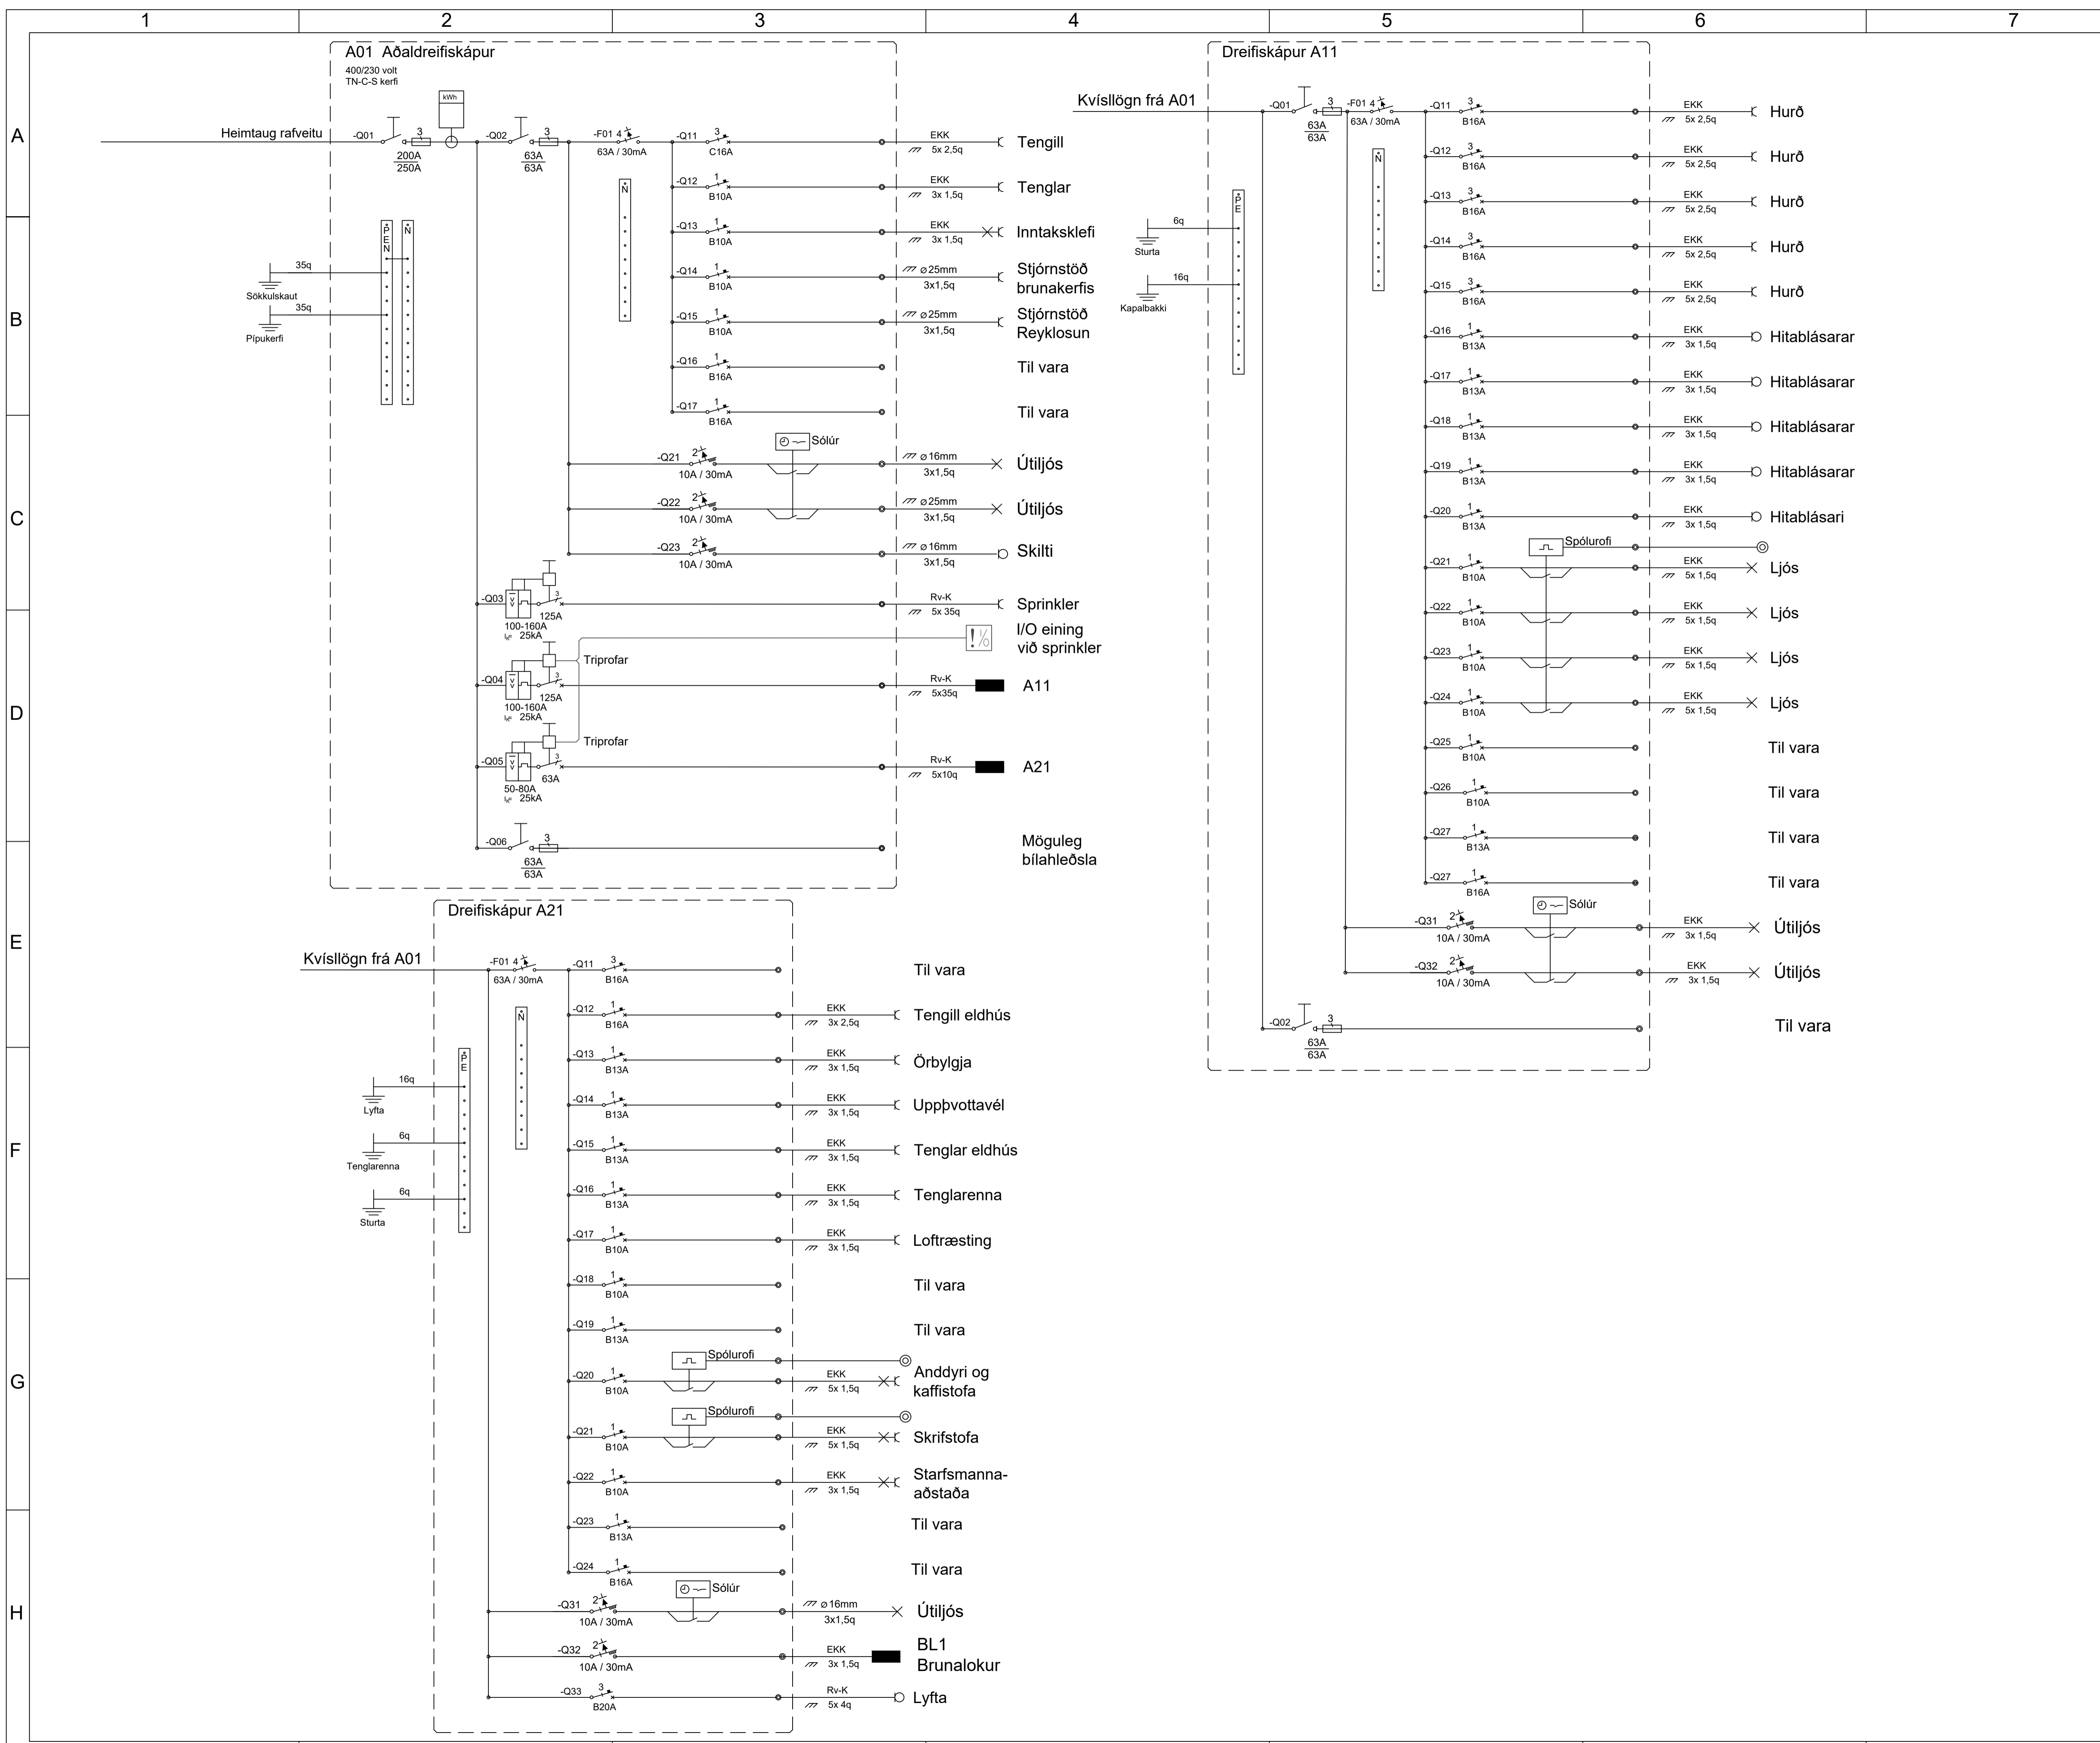 1 2 3 4 5 6 7
A
B
C
D
E
F
G
H
A01 Aðaldreifiskápur
400/230 volt
TN-C-S kerfi
kWh
Heimtaug rafveitu
-Q01 3
200A
250A
-Q02 3
63A
63A
-F01 4
63A / 30mA
PEN
N
N
35q
Sökkulskaut
35q
Pípukerfi
-Q11 3 C16A EKK 5x 2,5q Tengill
-Q12 1 B10A EKK 3x 1,5q Tenglar
-Q13 1 B10A EKK 3x 1,5q Inntaksklefi
-Q14 1 B10A ⌀25mm 3x1,5q Stjórnstöð
brunakerfis
-Q15 1 B10A ⌀25mm 3x1,5q Stjórnstöð
Reyklosun
-Q16 1 B16A Til vara
-Q17 1 B16A Til vara
Sólúr
-Q21 2 10A / 30mA ⌀16mm 3x1,5q Útiljós
-Q22 2 10A / 30mA ⌀25mm 3x1,5q Útiljós
-Q23 2 10A / 30mA ⌀16mm 3x1,5q Skilti
-Q03 3 125A Rv-K 5x 35q Sprinkler
100-160A
Ik= 25kA
I/O eining
við sprinkler
! I/O
Triprofar
-Q04 3 125A Rv-K 5x35q A11
100-160A
Ik= 25kA
Triprofar
-Q05 3 63A Rv-K 5x10q A21
50-80A
Ik= 25kA
-Q06 3
63A
63A
Möguleg
bílahleðsla
Dreifiskápur A11
Kvísllögn frá A01
-Q01 3
63A
63A
-F01 4
63A / 30mA
N
PE
6q
Sturta
16q
Kapalbakki
-Q11 3 B16A EKK 5x 2,5q Hurð
-Q12 3 B16A EKK 5x 2,5q Hurð
-Q13 3 B16A EKK 5x 2,5q Hurð
-Q14 3 B16A EKK 5x 2,5q Hurð
-Q15 3 B16A EKK 5x 2,5q Hurð
-Q16 1 B13A EKK 3x 1,5q Hitablásarar
-Q17 1 B13A EKK 3x 1,5q Hitablásarar
-Q18 1 B13A EKK 3x 1,5q Hitablásarar
-Q19 1 B13A EKK 3x 1,5q Hitablásarar
-Q20 1 B13A EKK 3x 1,5q Hitablásari
Spólurofi
-Q21 1 B10A EKK 5x 1,5q Ljós
-Q22 1 B10A EKK 5x 1,5q Ljós
-Q23 1 B10A EKK 5x 1,5q Ljós
-Q24 1 B10A EKK 5x 1,5q Ljós
-Q25 1 B10A Til vara
-Q26 1 B10A Til vara
-Q27 1 B13A Til vara
-Q27 1 B16A Til vara
Sólúr
-Q31 2 10A / 30mA EKK 3x 1,5q Útiljós
-Q32 2 10A / 30mA EKK 3x 1,5q Útiljós
-Q02 3
63A
63A
Til vara
Dreifiskápur A21
Kvísllögn frá A01
-F01 4
63A / 30mA
N
PE
16q
Lyfta
6q
Tenglarenna
6q
Sturta
-Q11 3 B16A Til vara
-Q12 1 B16A EKK 3x 2,5q Tengill eldhús
-Q13 1 B13A EKK 3x 1,5q Örbylgja
-Q14 1 B13A EKK 3x 1,5q Uppþvottavél
-Q15 1 B13A EKK 3x 1,5q Tenglar eldhús
-Q16 1 B13A EKK 3x 1,5q Tenglarenna
-Q17 1 B10A EKK 3x 1,5q Loftræsting
-Q18 1 B10A Til vara
-Q19 1 B13A Til vara
Spólurofi
-Q20 1 B10A EKK 5x 1,5q Anddyri og
kaffistofa
Spólurofi
-Q21 1 B10A EKK 5x 1,5q Skrifstofa
-Q22 1 B10A EKK 3x 1,5q Starfsmanna-
aðstaða
-Q23 1 B13A Til vara
-Q24 1 B16A Til vara
Sólúr
-Q31 2 10A / 30mA ⌀16mm 3x1,5q Útiljós
-Q32 2 10A / 30mA EKK 3x 1,5q BL1
Brunalokur
-Q33 3 B20A Rv-K 5x 4q Lyfta